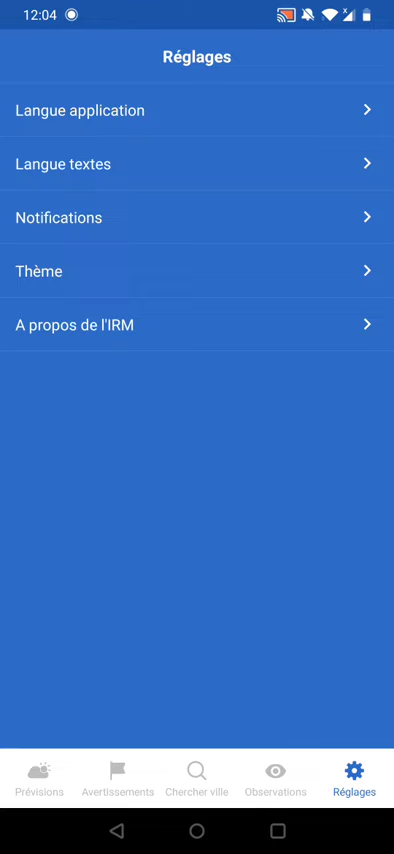 12:04
Réglages
Langue application
Langue textes
Notifications
Thème
A propos de l'IRM
Prévisions
Avertissements
Chercher ville
Observations
Réglages